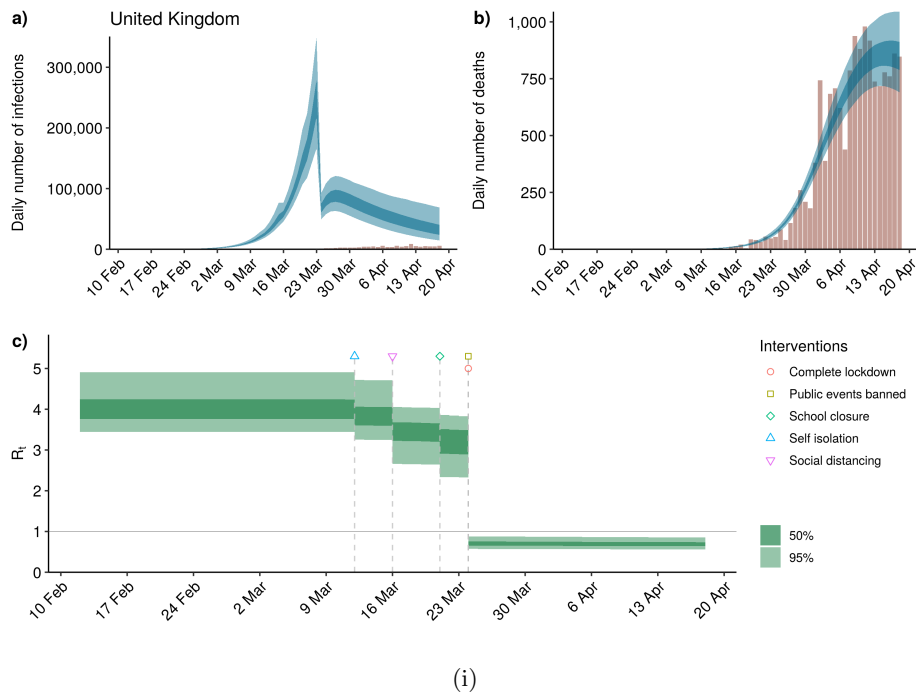 a)
United Kingdom
Daily number of infections
300,000
200,000
100,000
0
10 Feb
17 Feb
24 Feb
2 Mar
9 Mar
16 Mar
23 Mar
30 Mar
6 Apr
13 Apr
20 Apr
b)
Daily number of deaths
1,000
750
500
250
0
10 Feb
17 Feb
24 Feb
2 Mar
9 Mar
16 Mar
23 Mar
30 Mar
6 Apr
13 Apr
20 Apr
c)
Rt
5
4
3
2
1
0
10 Feb
17 Feb
24 Feb
2 Mar
9 Mar
16 Mar
23 Mar
30 Mar
6 Apr
13 Apr
20 Apr
Interventions
Complete lockdown
Public events banned
School closure
Self isolation
Social distancing
50%
95%
(i)